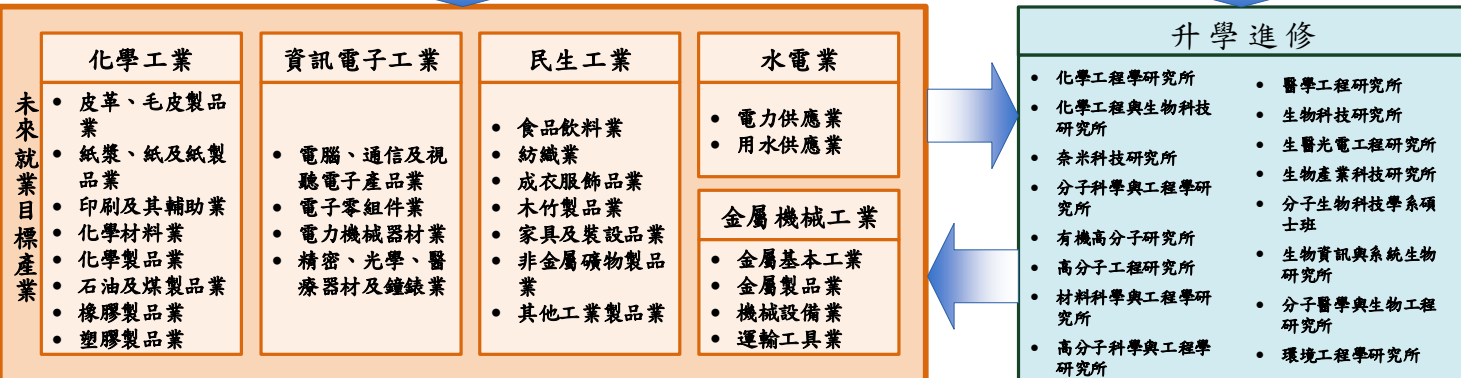 未來就業目標產業
化學工業
• 皮革、毛皮製品
業
• 紙漿、紙及紙製
品業
• 印刷及其輔助業
• 化學材料業
• 化學製品業
• 石油及煤製品業
• 橡膠製品業
• 塑膠製品業
資訊電子工業
• 電腦、通信及視
聽電子產品業
• 電子零組件業
• 電力機械器材業
• 精密、光學、醫
療器材及鐘錶業
民生工業
• 食品飲料業
• 紡織業
• 成衣服飾品業
• 木竹製品業
• 家具及裝設品業
• 非金屬礦物製品
業
• 其他工業製品業
水電業
• 電力供應業
• 用水供應業
金屬機械工業
• 金屬基本工業
• 金屬製品業
• 機械設備業
• 運輸工具業
升學進修
• 化學工程學研究所
• 化學工程與生物科技
研究所
• 奈米科技研究所
• 分子科學與工程學研
究所
• 有機高分子研究所
• 高分子工程研究所
• 材料科學與工程學研
究所
• 高分子科學與工程學
研究所
• 醫學工程研究所
• 生物科技研究所
• 生醫光電工程研究所
• 生物產業科技研究所
• 分子生物科技學系碩
士班
• 生物資訊與系統生物
研究所
• 分子醫學與生物工程
研究所
• 環境工程學研究所